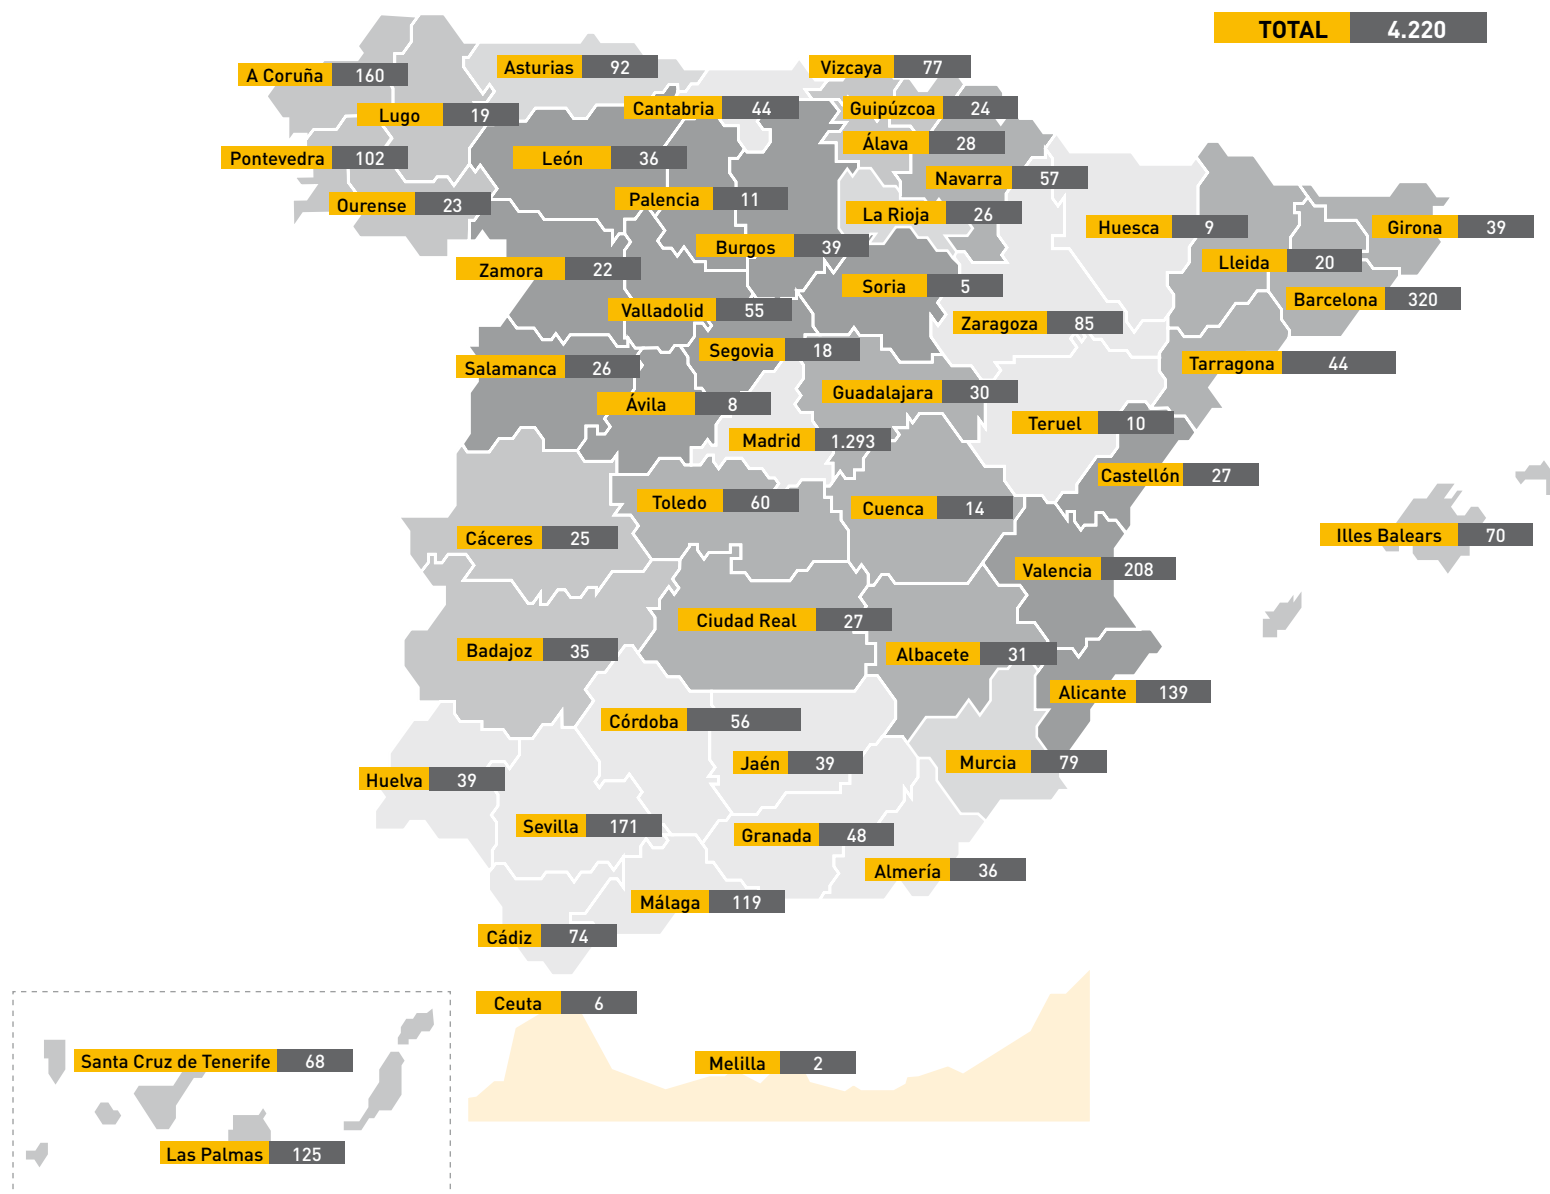 TOTAL 4.220
A Coruña 160
Asturias 92
Vizcaya 77
Lugo 19
Cantabria 44
Guipúzcoa 24
Pontevedra 102
León 36
Álava 28
Navarra 57
Ourense 23
Palencia 11
La Rioja 26
Huesca 9
Girona 39
Burgos 39
Zamora 22
Lleida 20
Soria 5
Barcelona 320
Valladolid 55
Zaragoza 85
Segovia 18
Salamanca 26
Tarragona 44
Ávila 8
Guadalajara 30
Teruel 10
Madrid 1.293
Castellón 27
Toledo 60
Cuenca 14
Cáceres 25
Illes Balears 70
Valencia 208
Ciudad Real 27
Badajoz 35
Albacete 31
Alicante 139
Córdoba 56
Jaén 39
Murcia 79
Huelva 39
Sevilla 171
Granada 48
Almería 36
Málaga 119
Cádiz 74
Ceuta 6
Santa Cruz de Tenerife 68
Melilla 2
Las Palmas 125